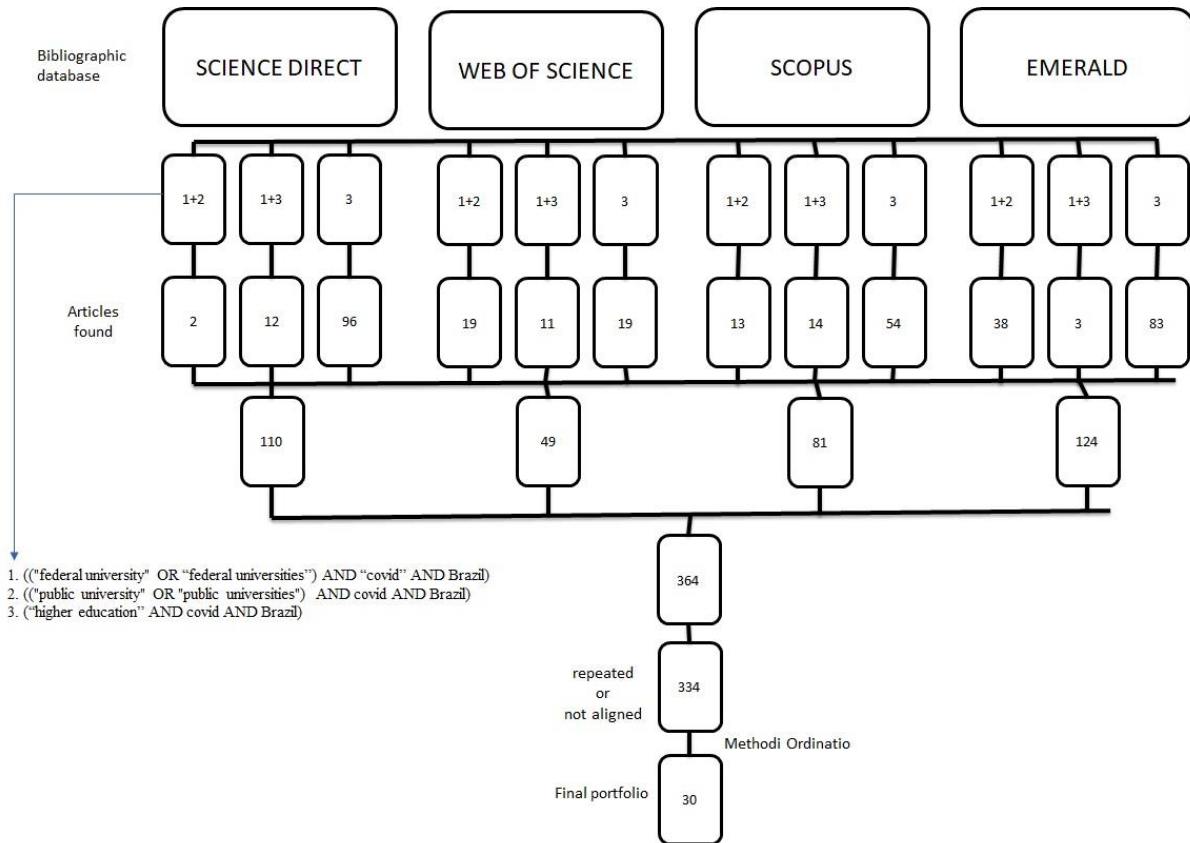 Bibliographic
database
SCIENCE DIRECT
WEB OF SCIENCE
SCOPUS
EMERALD
1+2
1+3
3
1+2
1+3
3
1+2
1+3
3
1+2
1+3
3
Articles
found
2
12
96
19
11
19
13
14
54
38
3
83
110
49
81
124
1. (("federal university" OR “federal universities”) AND “covid” AND Brazil)
2. (("public university" OR "public universities") AND covid AND Brazil)
3. (“higher education” AND covid AND Brazil)
364
repeated
or
not aligned
334
Methodi Ordinatio
Final portfolio
30